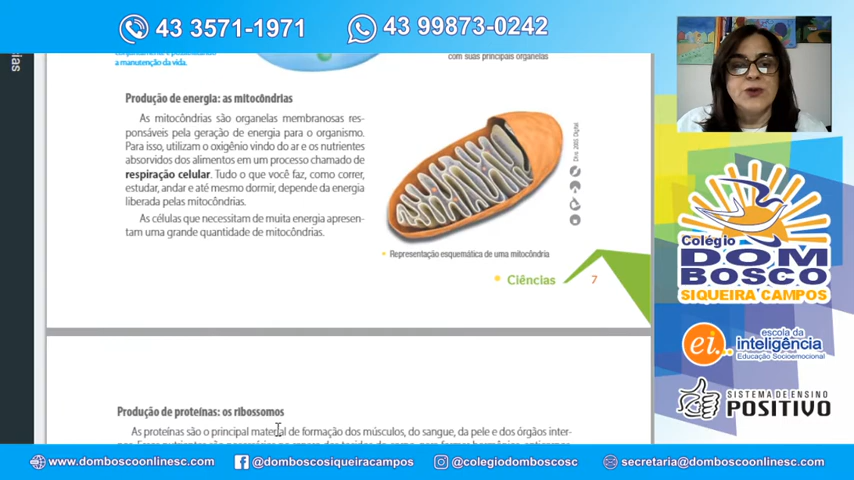 43 3571-1971
43 99873-0242
cias
a manutenção da vida.
com suas principais organelas
Produção de energia: as mitocôndrias
As mitocôndrias são organelas membranosas res-
ponsáveis pela geração de energia para o organismo.
Para isso, utilizam o oxigênio vindo do ar e os nutrientes
absorvidos dos alimentos em um processo chamado de
respiração celular. Tudo o que você faz, como correr,
estudar, andar e até mesmo dormir, depende da energia
liberada pelas mitocôndrias.
As células que necessitam de muita energia apresen-
tam uma grande quantidade de mitocôndrias.
Representação esquemática de uma mitocôndria
Ciências
7
Produção de proteínas: os ribossomos
As proteínas são o principal material de formação dos músculos, do sangue, da pele e dos órgãos inter-
Colégio
DOM
BOSCO
SIQUEIRA CAMPOS
ei..
escola da
inteligência
Educação Socioemocional
SISTEMA DE ENSINO
POSITIVO
www.domboscoonlinesc.com
@domboscosiqueiracampos
@colegiodomboscosc
secretaria@domboscoonlinesc.com